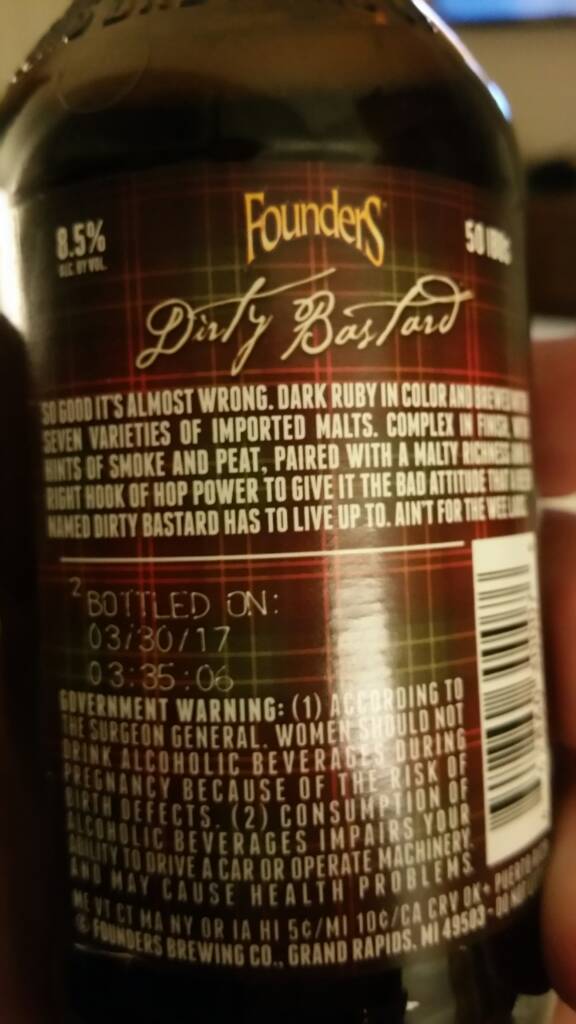 FOUNDERS
8.5%
ALC. BY VOL.
50 IBUS
Dirty Bastard
SO GOOD IT'S ALMOST WRONG. DARK RUBY IN COLOR AND BREWED
SEVEN VARIETIES OF IMPORTED MALTS. COMPLEX IN FINISH,
HINTS OF SMOKE AND PEAT, PAIRED WITH A MALTY RICHNESS
RIGHT HOOK OF HOP POWER TO GIVE IT THE BAD ATTITUDE THAT
NAMED DIRTY BASTARD HAS TO LIVE UP TO. AIN'T FOR THE WEE
2 BOTTLED ON:
03/30/17
03:35:06
GOVERNMENT WARNING: (1) ACCORDING TO
THE SURGEON GENERAL, WOMEN SHOULD NOT
DRINK ALCOHOLIC BEVERAGES DURING
PREGNANCY BECAUSE OF THE RISK OF
BIRTH DEFECTS. (2) CONSUMPTION OF
ALCOHOLIC BEVERAGES IMPAIRS YOUR
ABILITY TO DRIVE A CAR OR OPERATE MACHINERY,
AND MAY CAUSE HEALTH PROBLEMS.
ME VT CT MA NY OR IA HI 5¢/MI 10¢/CA CRV OK+
© FOUNDERS BREWING CO., GRAND RAPIDS, MI 49503